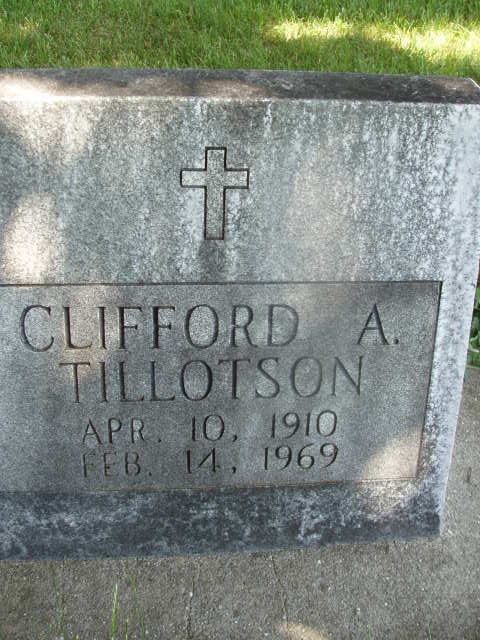 CLIFFORD A.
TILLOTSON
APR. 10, 1910
FEB. 14, 1969